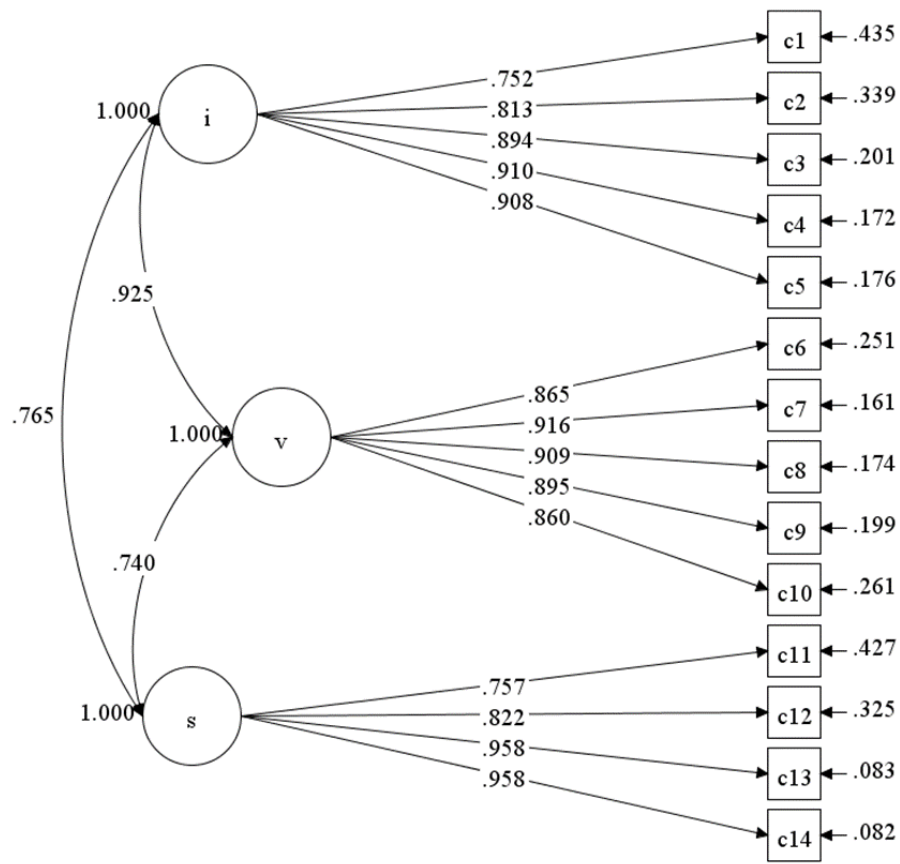 c1 .435
1.000 i .752
.813 c2 .339
.894 c3 .201
.910 c4 .172
.908 c5 .176
.925
c6 .251
.765
1.000 v .865
.916 c7 .161
.909 c8 .174
.895 c9 .199
.860 c10 .261
.740
c11 .427
1.000 s .757
.822 c12 .325
.958 c13 .083
.958 c14 .082